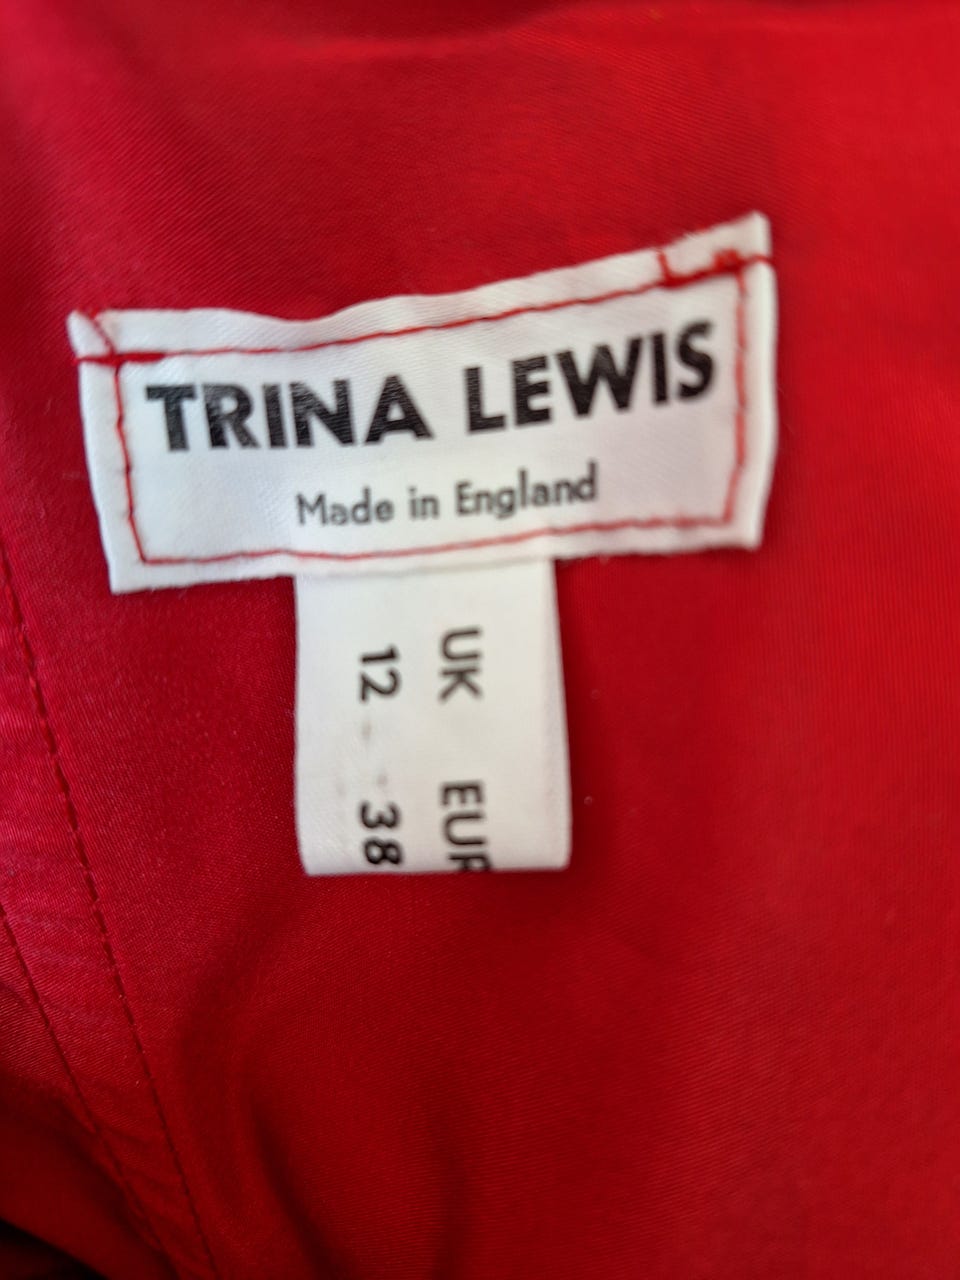 TRINA LEWIS
Made in England
UK EUR
12 38